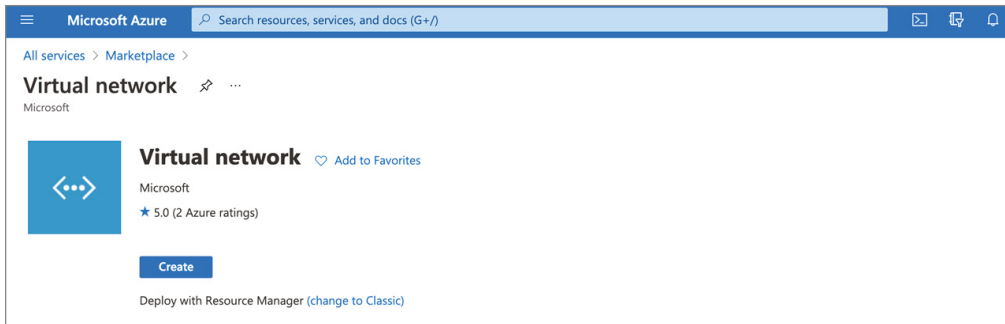 Microsoft Azure
Search resources, services, and docs (G+/)
All services > Marketplace >
Virtual network
Microsoft
Virtual network Add to Favorites
Microsoft
5.0 (2 Azure ratings)
Create
Deploy with Resource Manager (change to Classic)